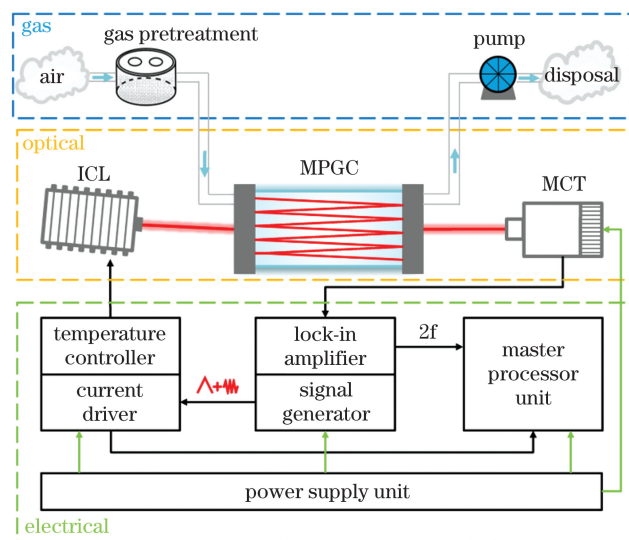 gas
gas pretreatment
pump
air
disposal
optical
ICL
MPGC
MCT
temperature
controller
current
driver
lock-in
amplifier
signal
generator
2f
master
processor
unit
power supply unit
electrical